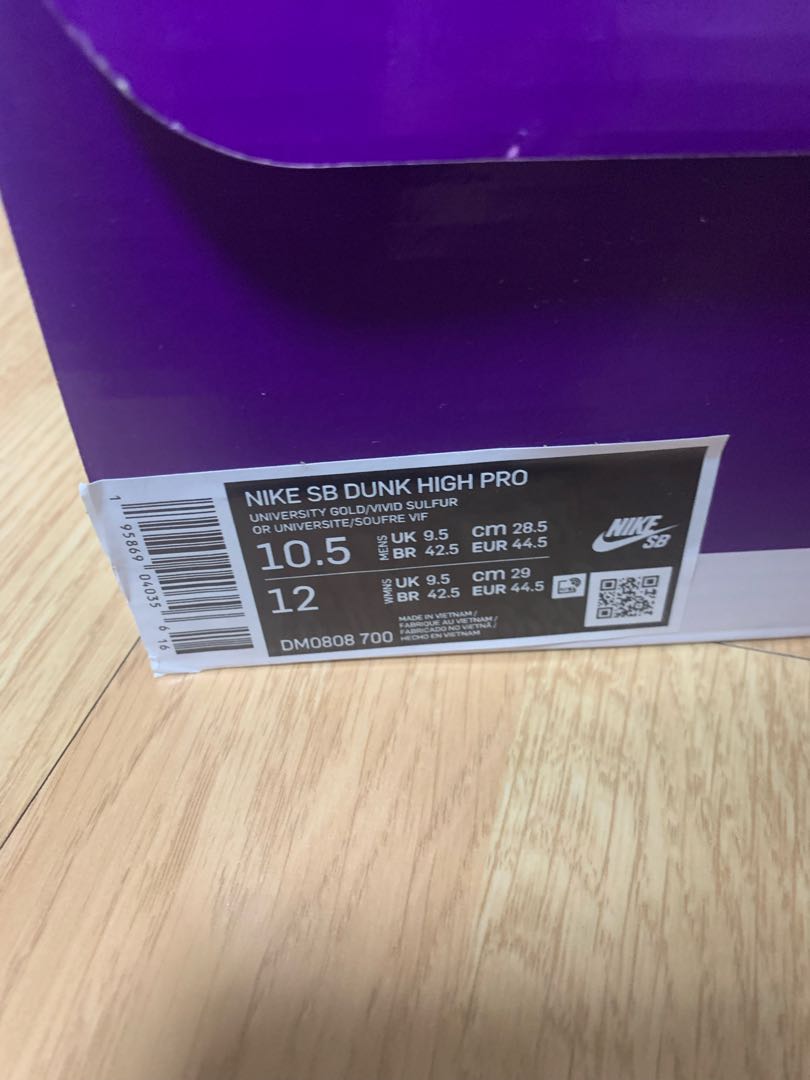 NIKE SB DUNK HIGH PRO
UNIVERSITY GOLD/VIVID SULFUR
OR UNIVERSITE/SOUFRE VIF
10.5 MENS UK 9.5 CM 28.5
BR 42.5 EUR 44.5
12 WMNS UK 9.5 CM 29
BR 42.5 EUR 44.5
DM0808 700
MADE IN VIETNAM /
FABRIQUE AU VIETNAM /
FABRICADO NO VIETNÃ /
HECHO EN VIETNAM
NIKE
SB
1 95869 04035 6 16